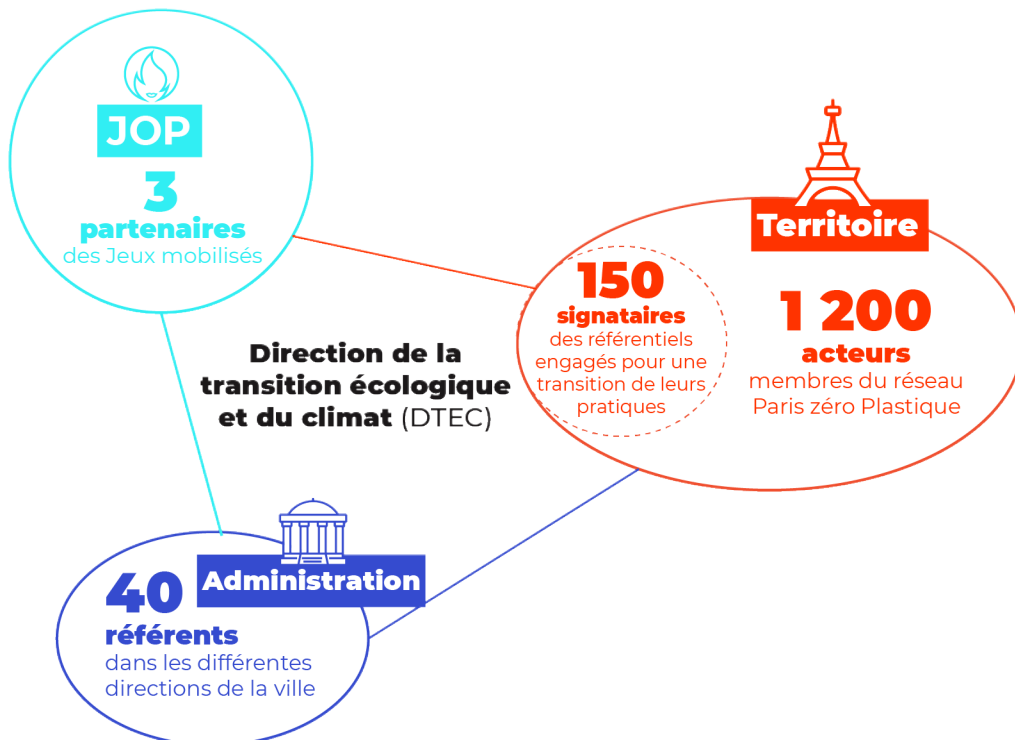 JOP
3
partenaires
des Jeux mobilisés
Territoire
150
signataires
des référentiels
engagés pour une
transition de leurs
pratiques
1 200
acteurs
membres du réseau
Paris zéro Plastique
Direction de la
transition écologique
et du climat (DTEC)
Administration
40
référents
dans les différentes
directions de la ville